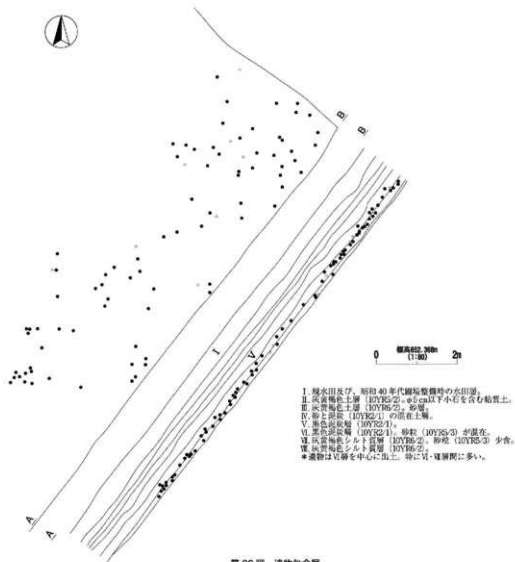 B
B
I
V
A
A
標高652.368m
(1:80)
0 2m
I. 現水田及び、昭和40年代圃場整備時の水田層。
II. 灰黄褐色土層 (10YR5/2)。φ5cm以下小石を含む粘質土。
III. 灰黄褐色土層 (10YR6/2)。砂層。
IV. 砂と泥炭 (10YR2/1) の混在土層。
V. 黒色泥炭層 (10YR2/1)。
VI. 黒色泥炭層 (10YR2/1)。砂粒 (10YR5/3) が混在。
VII. 灰黄褐色シルト質層 (10YR6/2)。砂粒 (10YR5/3) 少含。
VIII. 灰黄褐色シルト質層 (10YR6/2)。
*遺物はVI層を中心に出土。特にVI・VII層間に多い。
遺物包含層